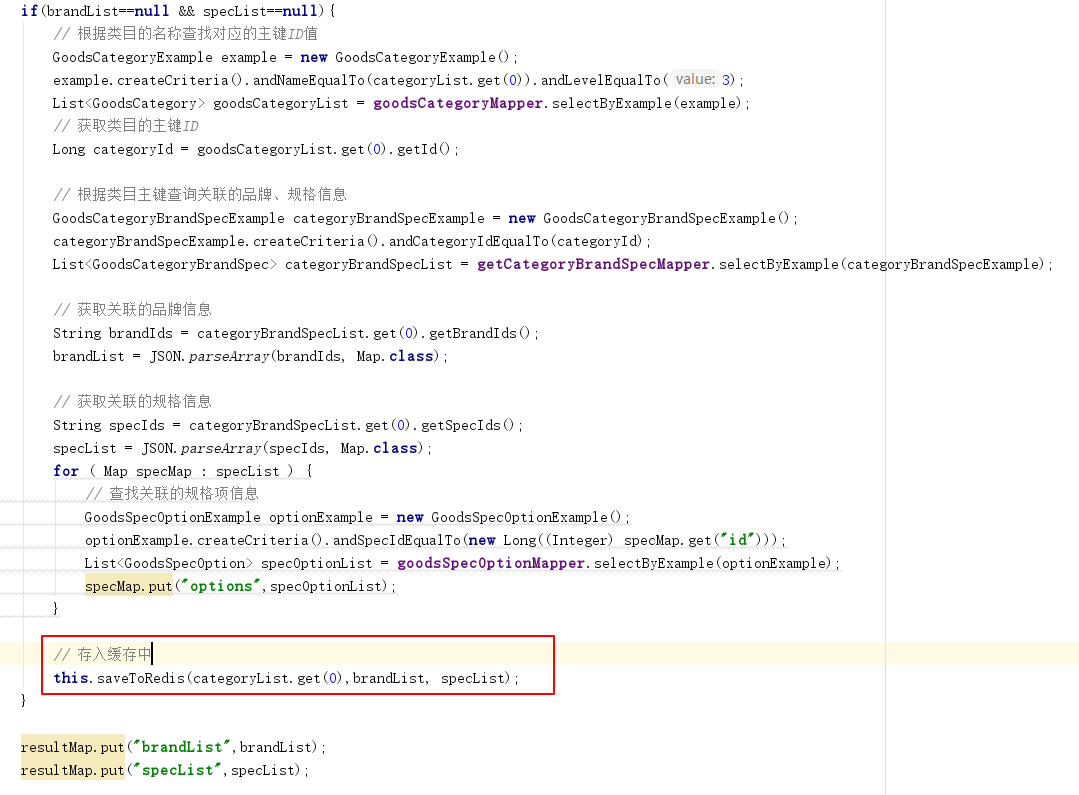 if(brandList==null && specList==null){
// 根据类目的名称查找对应的主键ID值
GoodsCategoryExample example = new GoodsCategoryExample();
example.createCriteria().andNameEqualTo(categoryList.get(0)).andLevelEqualTo( value: 3);
List<GoodsCategory> goodsCategoryList = goodsCategoryMapper.selectByExample(example);
// 获取类目的主键ID
Long categoryId = goodsCategoryList.get(0).getId();
// 根据类目主键查询关联的品牌、规格信息
GoodsCategoryBrandSpecExample categoryBrandSpecExample = new GoodsCategoryBrandSpecExample();
categoryBrandSpecExample.createCriteria().andCategoryIdEqualTo(categoryId);
List<GoodsCategoryBrandSpec> categoryBrandSpecList = getCategoryBrandSpecMapper.selectByExample(categoryBrandSpecExample);
// 获取关联的品牌信息
String brandIds = categoryBrandSpecList.get(0).getBrandIds();
brandList = JSON.parseArray(brandIds, Map.class);
// 获取关联的规格信息
String specIds = categoryBrandSpecList.get(0).getSpecIds();
specList = JSON.parseArray(specIds, Map.class);
for ( Map specMap : specList ) {
// 查找关联的规格项信息
GoodsSpecOptionExample optionExample = new GoodsSpecOptionExample();
optionExample.createCriteria().andSpecIdEqualTo(new Long((Integer) specMap.get("id")));
List<GoodsSpecOption> specOptionList = goodsSpecOptionMapper.selectByExample(optionExample);
specMap.put("options",specOptionList);
}
// 存入缓存中
this.saveToRedis(categoryList.get(0),brandList, specList);
}
resultMap.put("brandList",brandList);
resultMap.put("specList",specList);